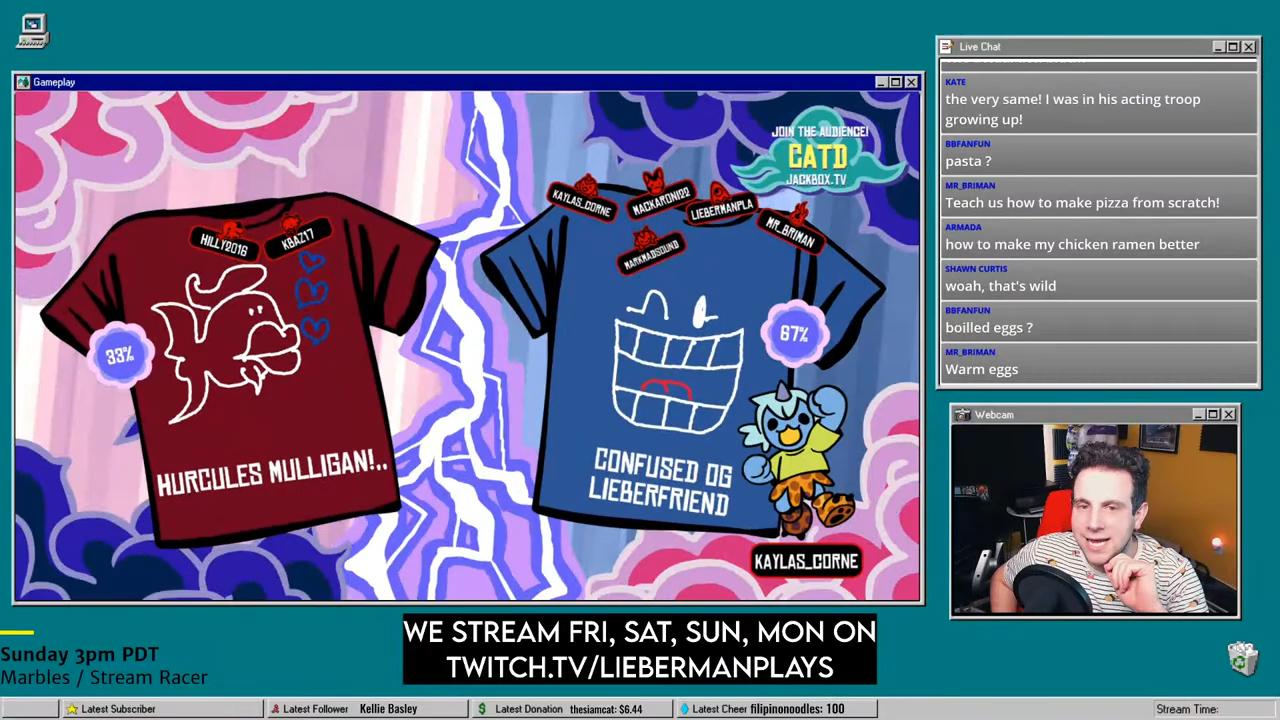 Gameplay
JOIN THE AUDIENCE!
CATD
JACKBOX.TV
HILLY2016
KBAZ17
33%
HURCULES MULLIGAN!..
KAYLAS_CORNE
MACKARONI22
LIEBERMANPLA
MR_BRIMAN
MARKMADSOUND
67%
CONFUSED OG
LIEBERFRIEND
KAYLAS_CORNE
Live Chat
KATE
the very same! I was in his acting troop
growing up!
BBFANFUN
pasta ?
MR_BRIMAN
Teach us how to make pizza from scratch!
ARMADA
how to make my chicken ramen better
SHAWN CURTIS
woah, that's wild
BBFANFUN
boilled eggs ?
MR_BRIMAN
Warm eggs
Webcam
WE STREAM FRI, SAT, SUN, MON ON
TWITCH.TV/LIEBERMANPLAYS
Sunday 3pm PDT
Marbles / Stream Racer
Latest Subscriber
Latest Follower Kellie Basley
Latest Donation thesiamcat: $6.44
Latest Cheer filipinonoodles: 100
Stream Time: